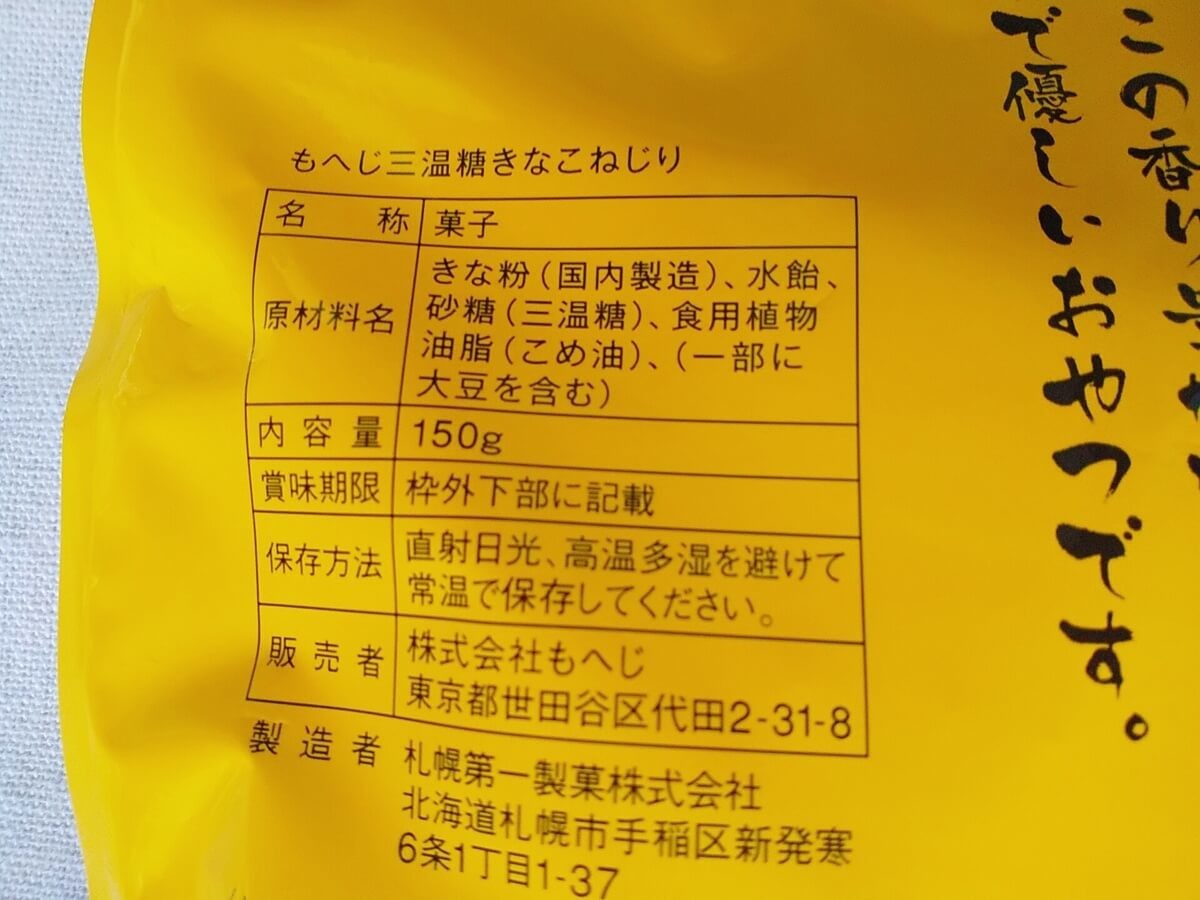 この香り
で優しいおやつです。
もへじ三温糖きなこねじり
名称 菓子
原材料名 きな粉(国内製造)、水飴、
砂糖(三温糖)、食用植物
油脂(こめ油)、(一部に
大豆を含む)
内容量 150g
賞味期限 枠外下部に記載
保存方法 直射日光、高温多湿を避けて
常温で保存してください。
販売者 株式会社もへじ
東京都世田谷区代田2-31-8
製造者 札幌第一製菓株式会社
北海道札幌市手稲区新発寒
6条1丁目1-37